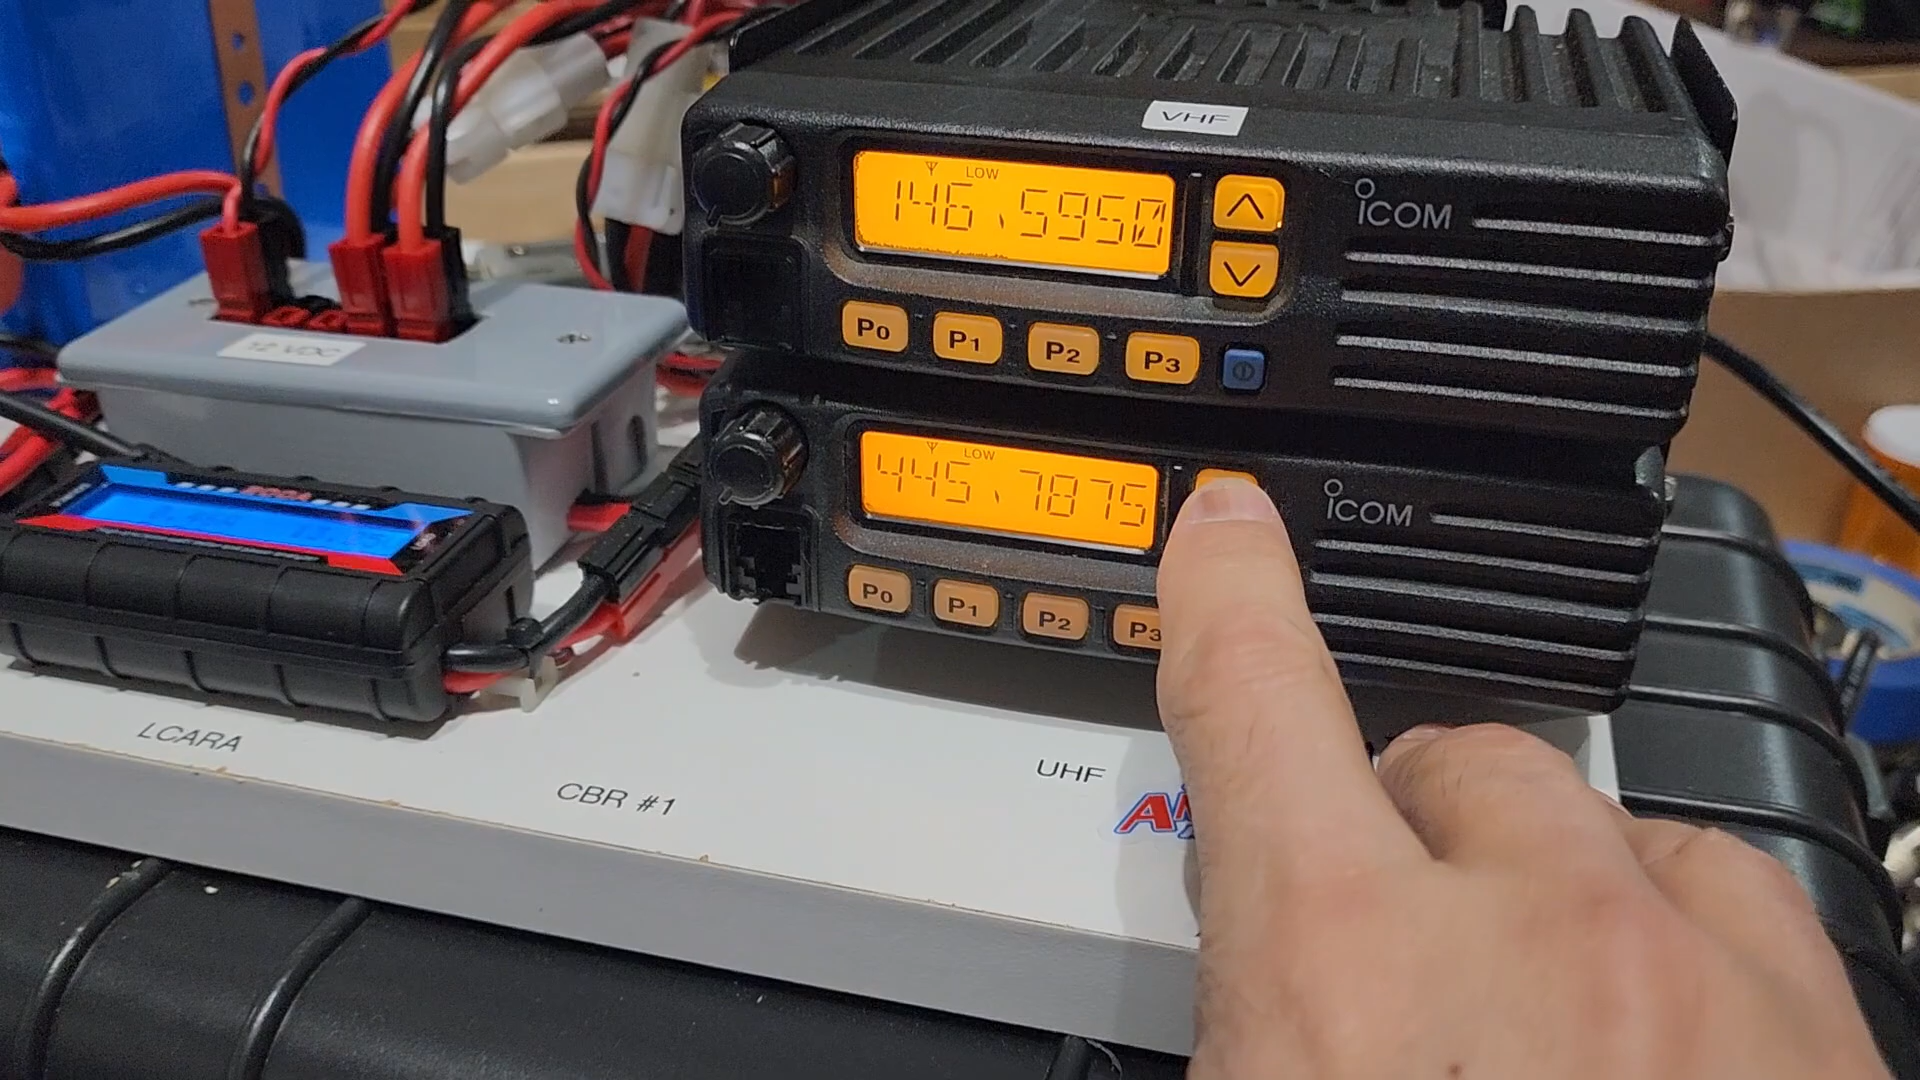 VHF
LOW
146.5950
ICOM
P0 P1 P2 P3
12 VDC
LOW
445.7875
ICOM
P0 P1 P2 P3
LCARA
CBR #1
UHF